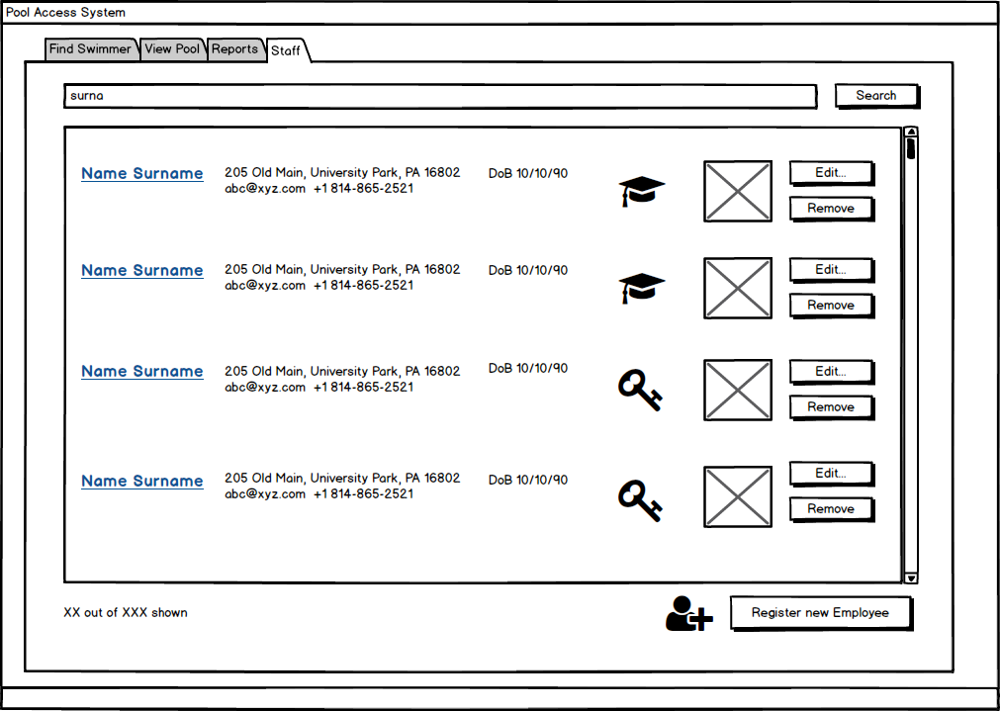 Pool Access System
Find Swimmer
View Pool
Reports
Staff
surna
Search
Name Surname
205 Old Main, University Park, PA 16802
abc@xyz.com +1 814-865-2521
DoB 10/10/90
Edit...
Remove
Name Surname
205 Old Main, University Park, PA 16802
abc@xyz.com +1 814-865-2521
DoB 10/10/90
Edit...
Remove
Name Surname
205 Old Main, University Park, PA 16802
abc@xyz.com +1 814-865-2521
DoB 10/10/90
Edit...
Remove
Name Surname
205 Old Main, University Park, PA 16802
abc@xyz.com +1 814-865-2521
DoB 10/10/90
Edit...
Remove
XX out of XXX shown
Register new Employee